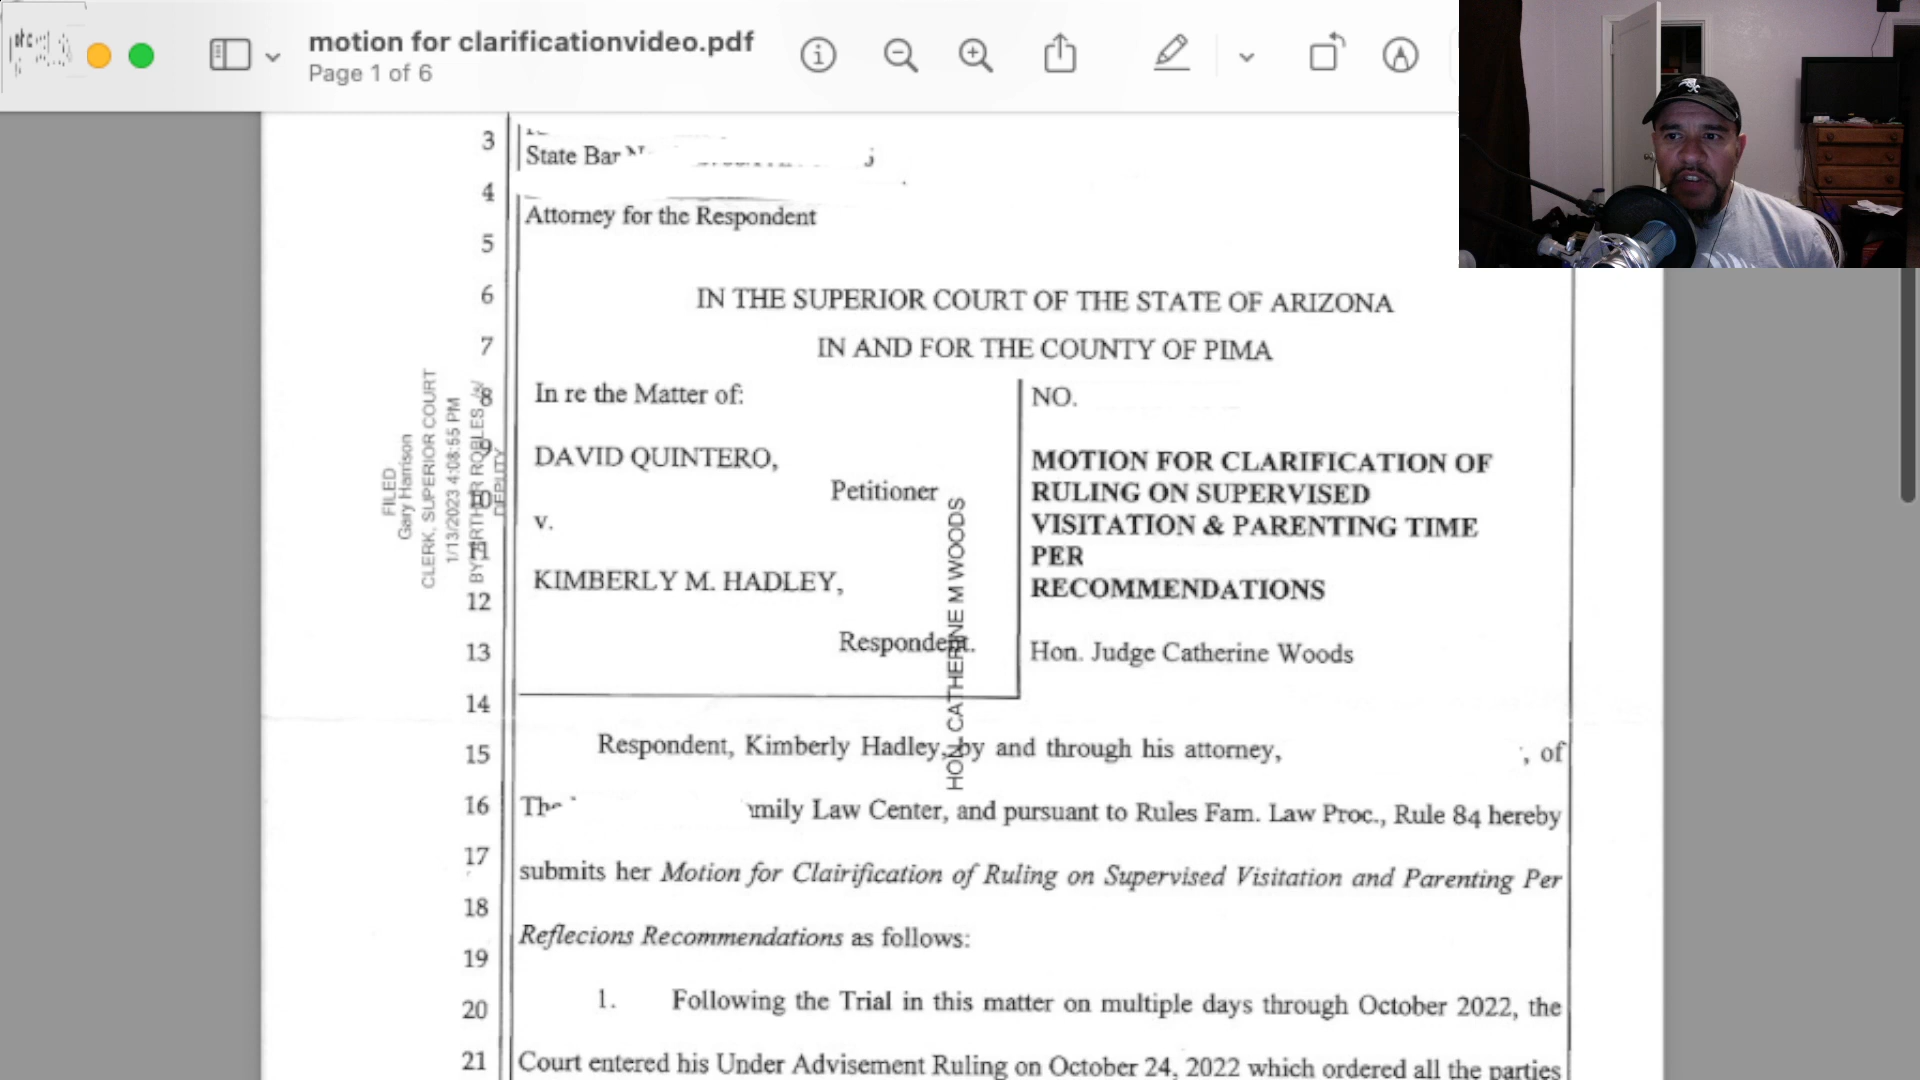 motion for clarificationvideo.pdf
Page 1 of 6
3
State Bar
4
Attorney for the Respondent
5
6
IN THE SUPERIOR COURT OF THE STATE OF ARIZONA
7
IN AND FOR THE COUNTY OF PIMA
FILED
Gary Harrison
CLERK, SUPERIOR COURT
1/13/2023 4:08:55 PM
DEPUTY
8
In re the Matter of:
NO.
9
DAVID QUINTERO,
Petitioner
10
v.
11
KIMBERLY M. HADLEY,
12
Respondent.
13
MOTION FOR CLARIFICATION OF
RULING ON SUPERVISED
VISITATION & PARENTING TIME
PER
RECOMMENDATIONS
Hon. Judge Catherine Woods
HON. CATHERINE M WOODS
14
15
Respondent, Kimberly Hadley, by and through his attorney, , of
16
The mily Law Center, and pursuant to Rules Fam. Law Proc., Rule 84 hereby
17
submits her Motion for Clairification of Ruling on Supervised Visitation and Parenting Per
18
Reflecions Recommendations as follows:
19
20
1. Following the Trial in this matter on multiple days through October 2022, the
21
Court entered his Under Advisement Ruling on October 24, 2022 which ordered all the parties